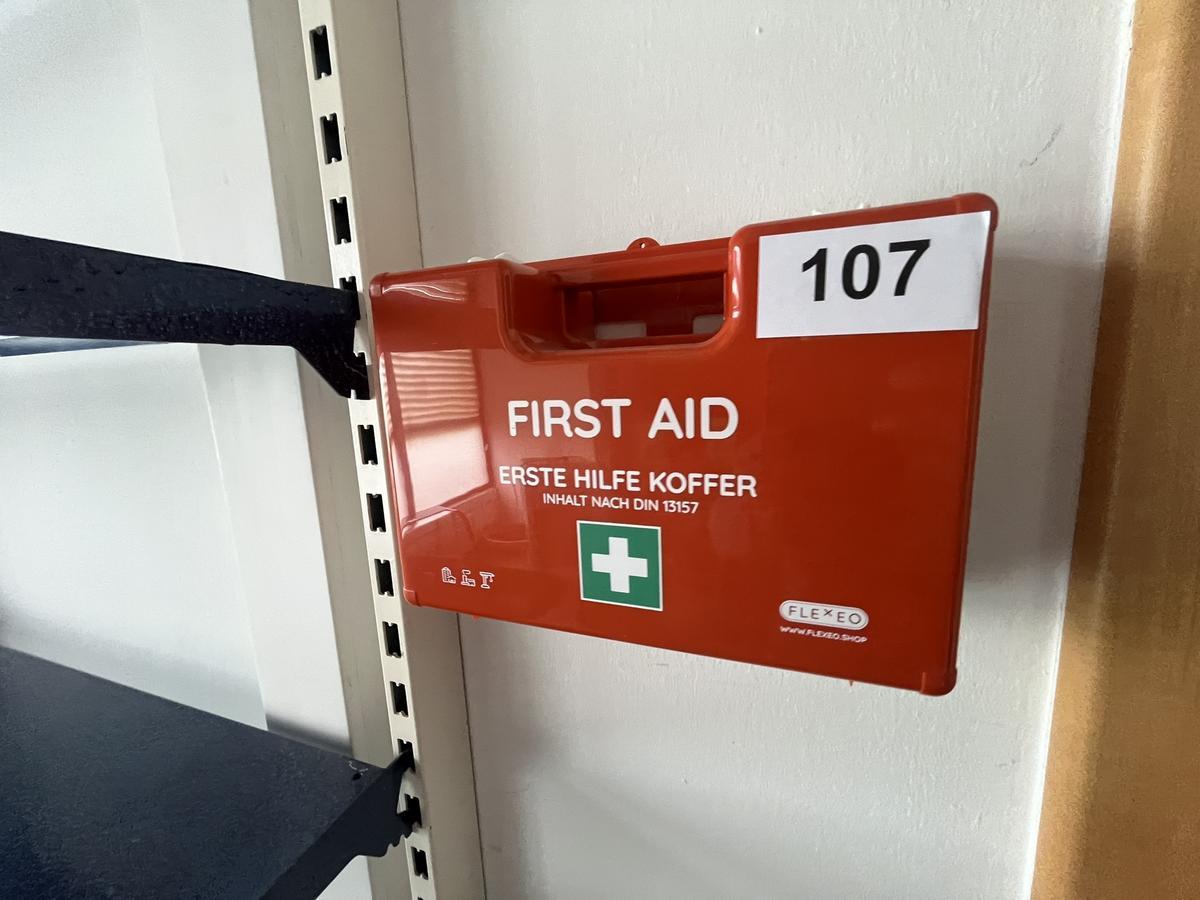 107
FIRST AID
ERSTE HILFE KOFFER
INHALT NACH DIN 13157
FLEXEO
WWW.FLEXEO.SHOP